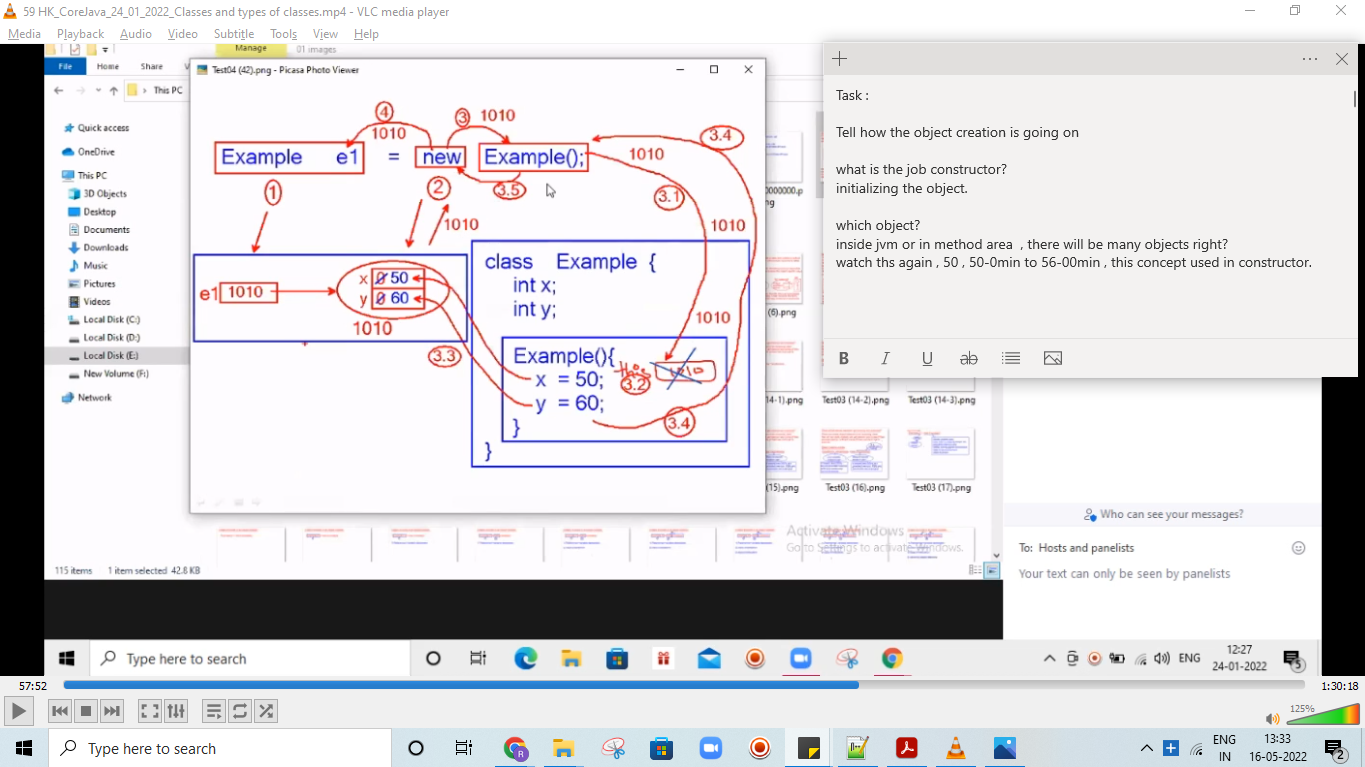 59 HK_CoreJava_24_01_2022_Classes and types of classes.mp4 - VLC media player
Media Playback Audio Video Subtitle Tools View Help
Manage 01 images
File Home Share
This PC
Quick access
OneDrive
This PC
3D Objects
Desktop
Documents
Downloads
Music
Pictures
Videos
Local Disk (C:)
Local Disk (D:)
Local Disk (E:)
New Volume (F:)
Network
115 items 1 item selected 42.8 KB
Test04 (42).png - Picasa Photo Viewer
4 1010 3 1010 3.4
Example e1 = new Example(); 1010
1 2 3.5 3.1
1010 1010
e1 1010
x 0 50
y 0 60
1010
3.3
class Example {
int x;
int y;
1010
Example(){
x = 50; this 1010
3.2
y = 60;
3.4
}
}
0000000.p
ng
(6).png
14-1).png Test03 (14-2).png Test03 (14-3).png
(15).png Test03 (16).png Test03 (17).png
Activate Windows
Go to Settings to activate Windows.
Task :
Tell how the object creation is going on
what is the job constructor?
initializing the object.
which object?
inside jvm or in method area , there will be many objects right?
watch ths again , 50 , 50-0min to 56-00min , this concept used in constructor.
B I U ab
Who can see your messages?
To: Hosts and panelists
Your text can only be seen by panelists
Type here to search
ENG
12:27
24-01-2022
5
57:52 1:30:18
125%
Type here to search
R
ENG
IN
13:33
16-05-2022
2